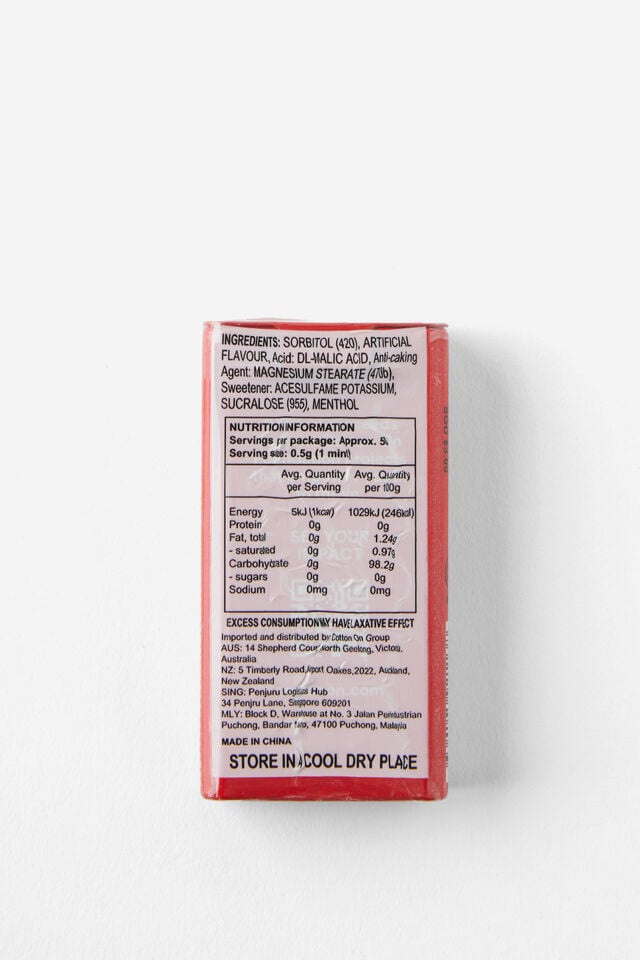 INGREDIENTS: SORBITOL (420), ARTIFICIAL
FLAVOUR, Acid: DL-MALIC ACID, Anti-caking
Agent: MAGNESIUM STEARATE (470b),
Sweetener: ACESULFAME POTASSIUM,
SUCRALOSE (955), MENTHOL
NUTRITION INFORMATION
Servings per package: Approx.
Serving size: 0.5g (1 mint)
Avg. Quantity Avg. Quantity
per Serving per 100g
Energy 5kJ (1kcal) 1029kJ (246kcal)
Protein 0g 0g
Fat, total 0g 1.24g
- saturated 0g 0.97g
Carbohydrate 0g 98.2g
- sugars 0g 0g
Sodium 0mg 0mg
EXCESS CONSUMPTION MAY HAVE LAXATIVE EFFECT
Imported and distributed by Cotton On Group
AUS: 14 Shepherd Court North Geelong, Victoria.
Australia
NZ: 5 Timberly Road, Airport Oakes, 2022, Auckland,
New Zealand
SING: Penjuru Logistics Hub
34 Penjru Lane, Singapore 609201
MLY: Block D, Warehouse at No. 3 Jalan
Puchong, Bandar 47100 Puchong, Malaysia
MADE IN CHINA
STORE IN A COOL DRY PLACE